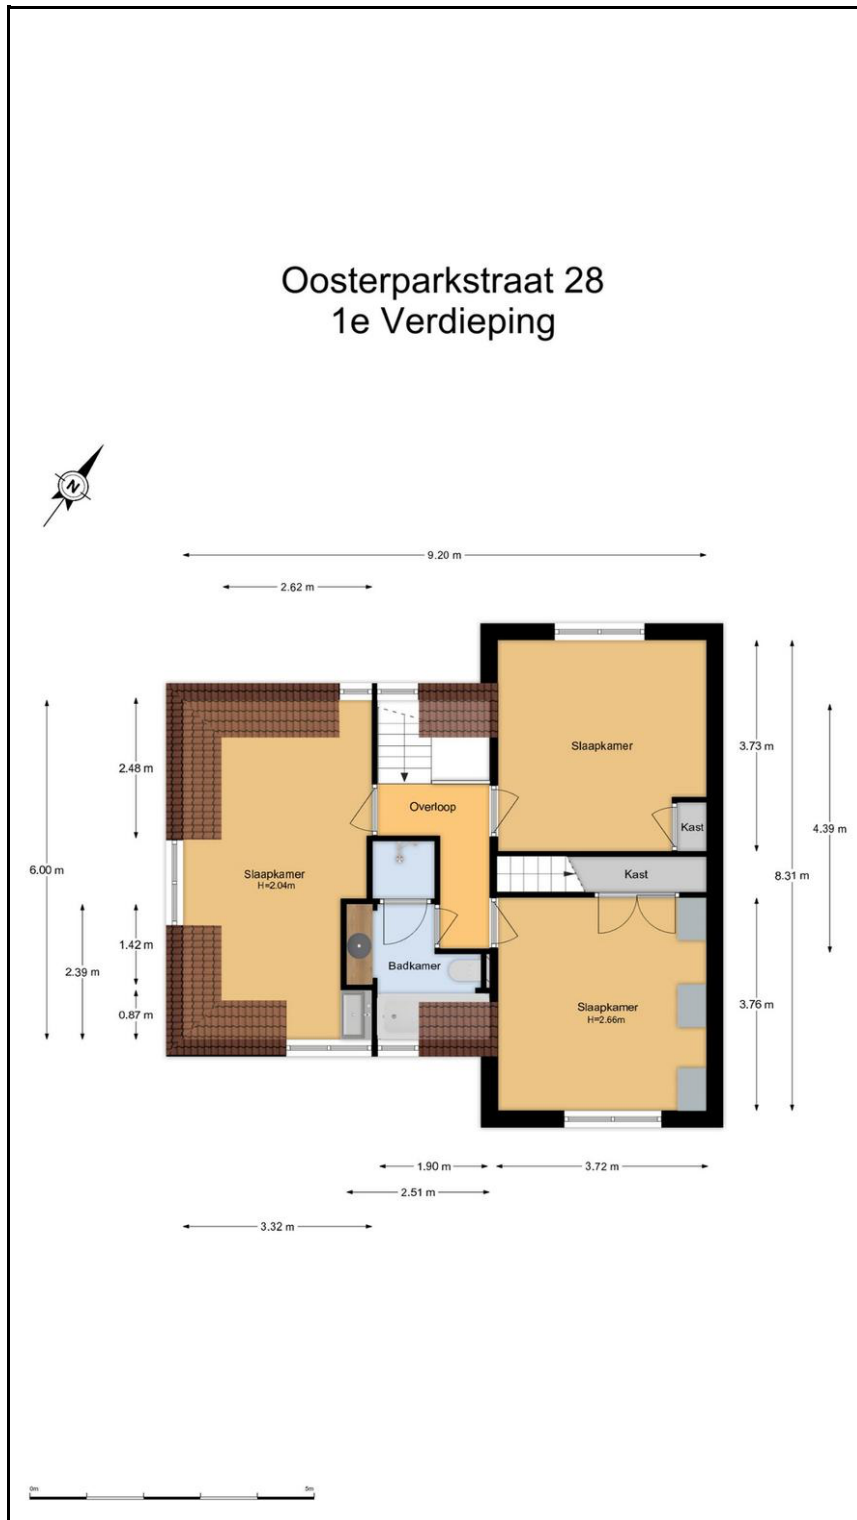 Oosterparkstraat 28
1e Verdieping
N
9.20 m
2.62 m
Slaapkamer
3.73 m
2.48 m
Overloop
4.39 m
Kast
6.00 m
Slaapkamer
H=2.04m
Kast
8.31 m
1.42 m
2.39 m
Badkamer
3.76 m
Slaapkamer
H=2.66m
0.87 m
1.90 m
3.72 m
2.51 m
3.32 m
0m
5m